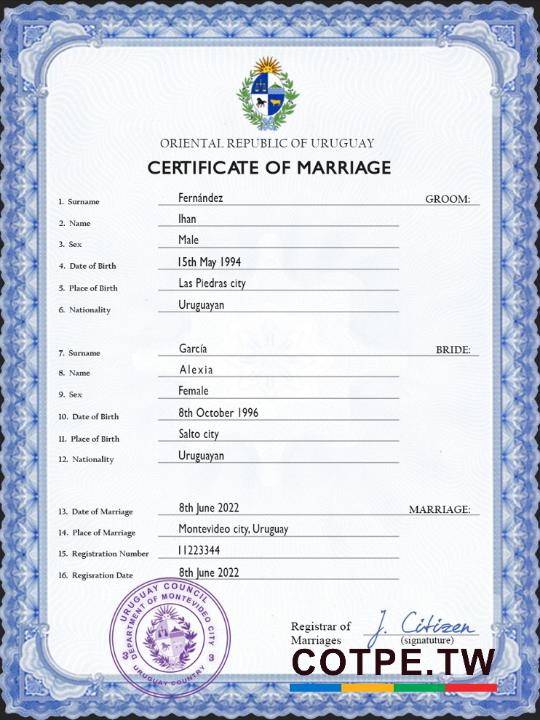 ORIENTAL REPUBLIC OF URUGUAY
CERTIFICATE OF MARRIAGE
1. Surname Fernández GROOM:
2. Name Ihan
3. Sex Male
4. Date of Birth 15th May 1994
5. Place of Birth Las Piedras city
6. Nationality Uruguayan
7. Surname García BRIDE:
8. Name Alexia
9. Sex Female
10. Date of Birth 8th October 1996
11. Place of Birth Salto city
12. Nationality Uruguayan
13. Date of Marriage 8th June 2022 MARRIAGE:
14. Place of Marriage Montevideo city, Uruguay
15. Registration Number 11223344
16. Regisration Date 8th June 2022
URUGUAY COUNCIL
DEPARTMENT OF MONTEVIDEO CITY
3 3
URUGUAY COUNTRY
Registrar of J. Citizen
Marriages (signatuture)
COTPE.TW